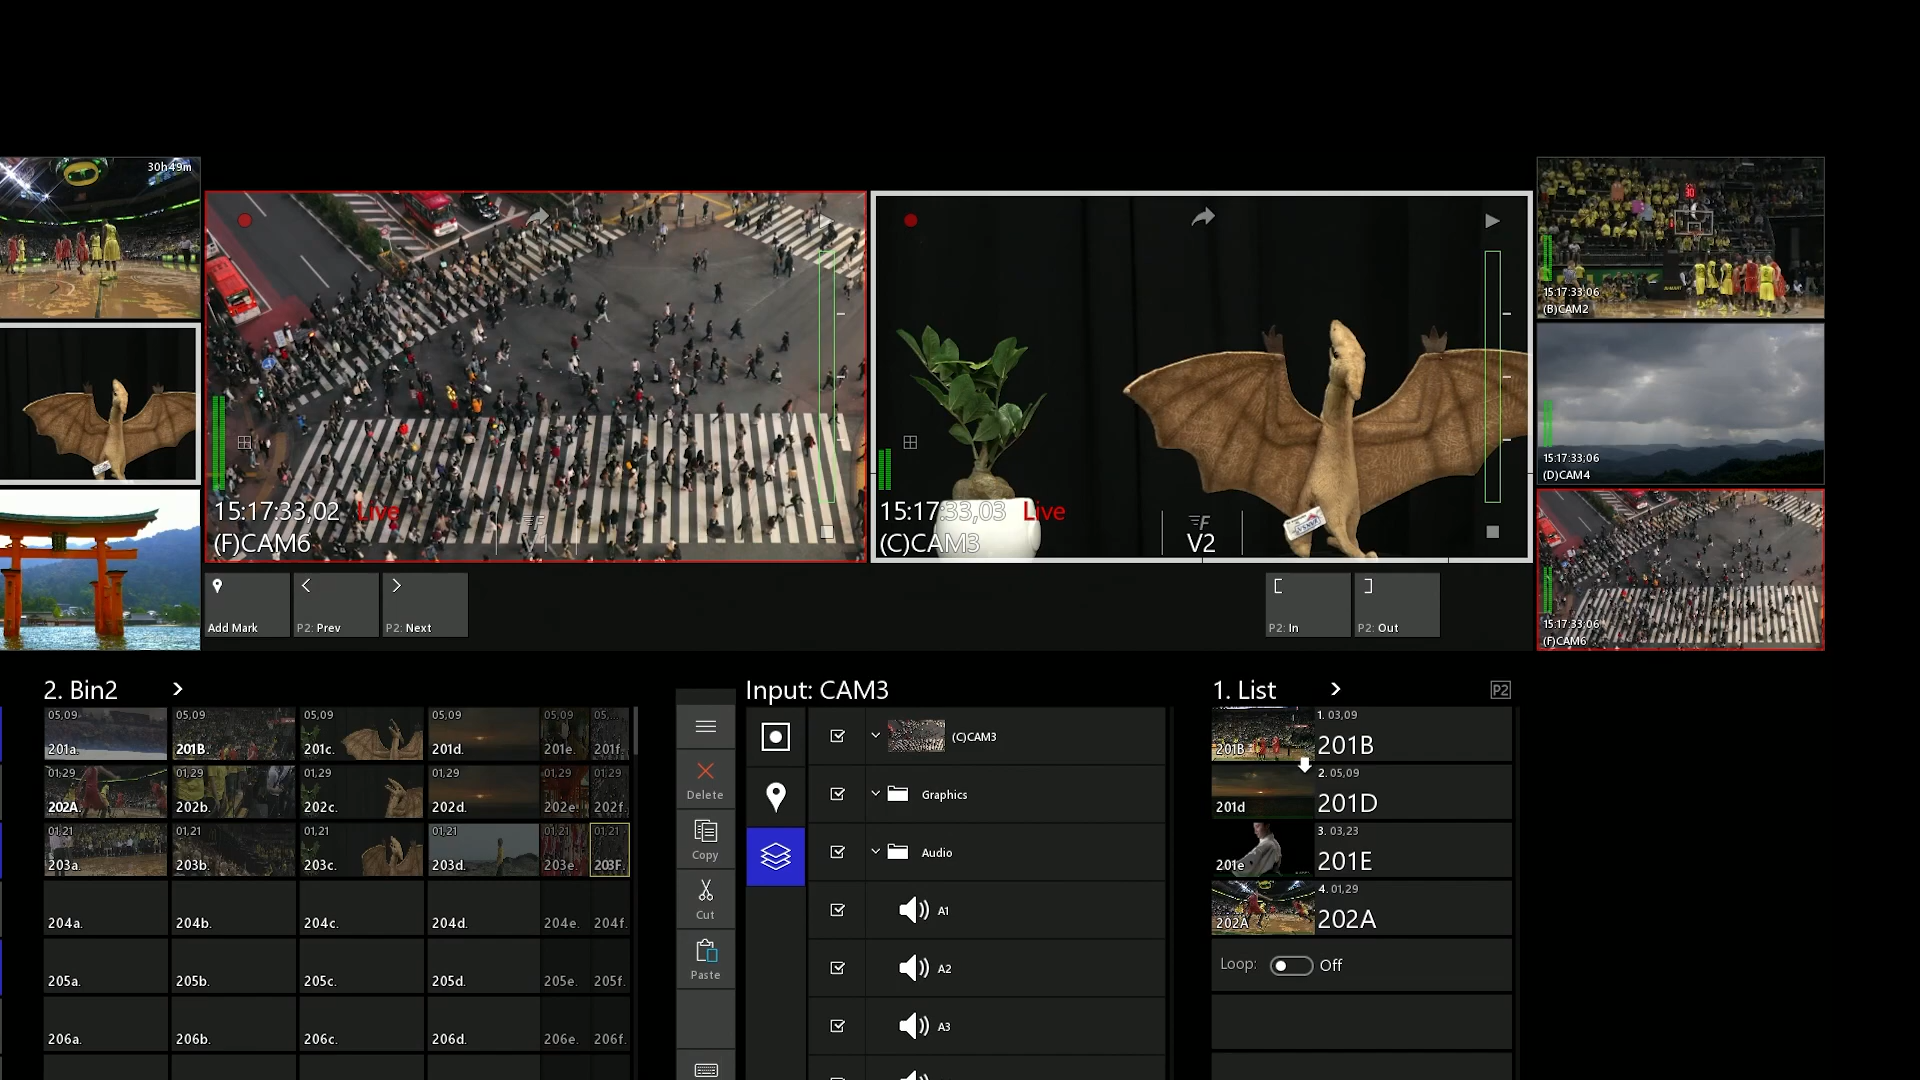 30h49m
15:17:33,02 Live
(F)CAM6
V1
15:17:33,03 Live
(C)CAM3
V2
15:17:33;06
(B)CAM2
15:17:33;06
(D)CAM4
15:17:33;06
(F)CAM6
Add Mark
P2: Prev
P2: Next
P2: In
P2: Out
2. Bin2
05,09 05,09 05,09 05,09 05,09 05,...
201a. 201B. 201c. 201d. 201e. 201f.
01,29 01,29 01,29 01,29 01,29 01,29
202A. 202b. 202c. 202d. 202e. 202f.
01,21 01,21 01,21 01,21 01,21 01,21
203a. 203b. 203c. 203d. 203e. 203F.
204a. 204b. 204c. 204d. 204e. 204f.
205a. 205b. 205c. 205d. 205e. 205f.
206a. 206b. 206c. 206d. 206e. 206f.
Delete
Copy
Cut
Paste
Input: CAM3
(C)CAM3
Graphics
Audio
A1
A2
A3
1. List P2
1. 03,09
201B 201B
2. 05,09
201d 201D
3. 03,23
201e 201E
4. 01,29
202A 202A
Loop: Off